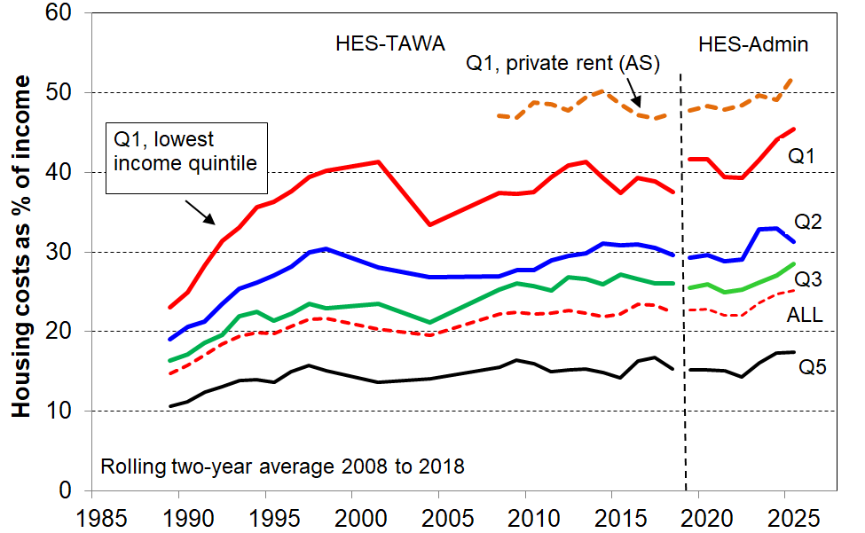 Housing costs as % of income
60
50
40
30
20
10
0
HES-TAWA
HES-Admin
Q1, private rent (AS)
Q1, lowest
income quintile
Q1
Q2
Q3
ALL
Q5
Rolling two-year average 2008 to 2018
1985
1990
1995
2000
2005
2010
2015
2020
2025